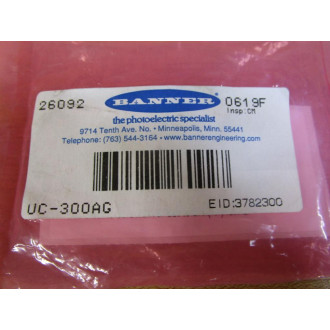 26092 BANNER 0619F
Insp:CM
the photoelectric specialist
9714 Tenth Ave. No. • Minneapolis, Minn. 55441
Telephone: (763) 544-3164 • www.bannerengineering.com
UC-300AG EID:3782300